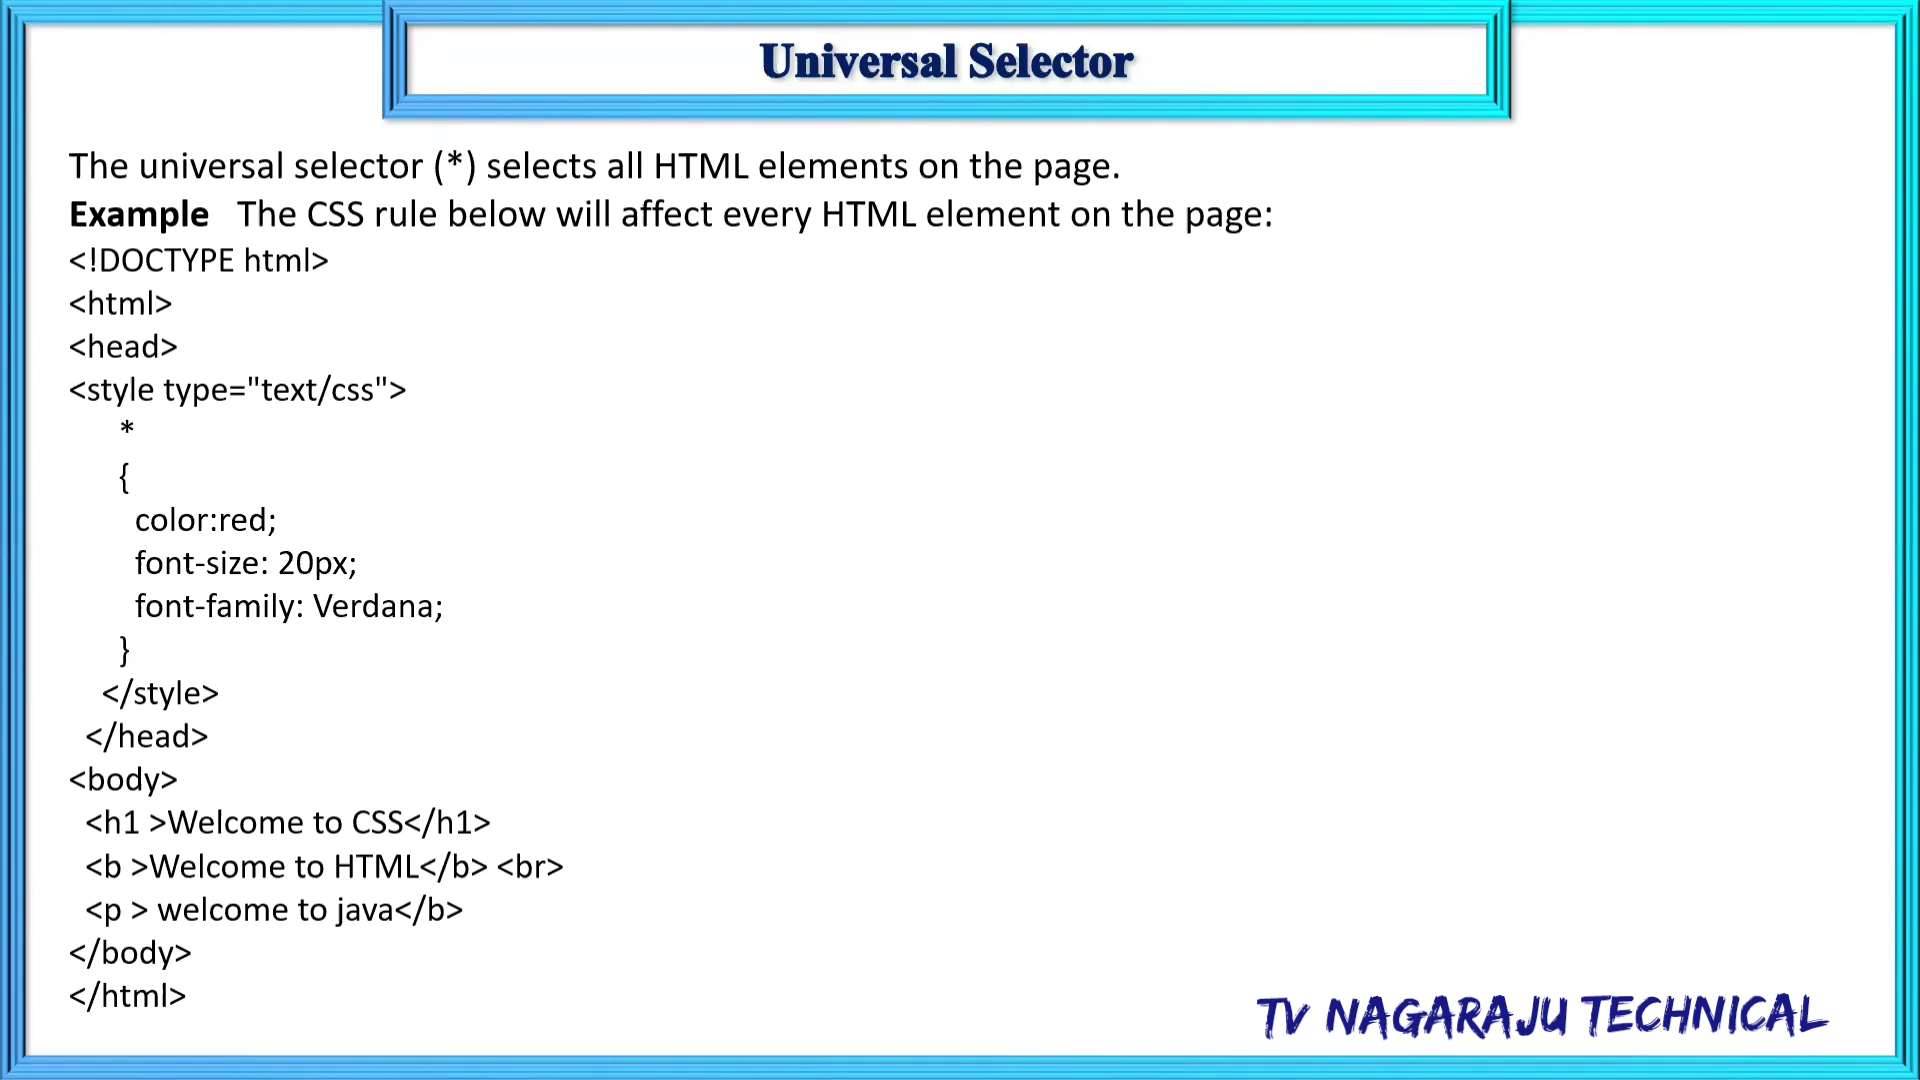 Universal Selector
The universal selector (*) selects all HTML elements on the page.
Example   The CSS rule below will affect every HTML element on the page:
<!DOCTYPE html>
<html>
<head>
<style type="text/css">
*
{
color:red;
font-size: 20px;
font-family: Verdana;
}
</style>
</head>
<body>
<h1 >Welcome to CSS</h1>
<b >Welcome to HTML</b> <br>
<p > welcome to java</b>
</body>
</html>
TV NAGARAJU TECHNICAL